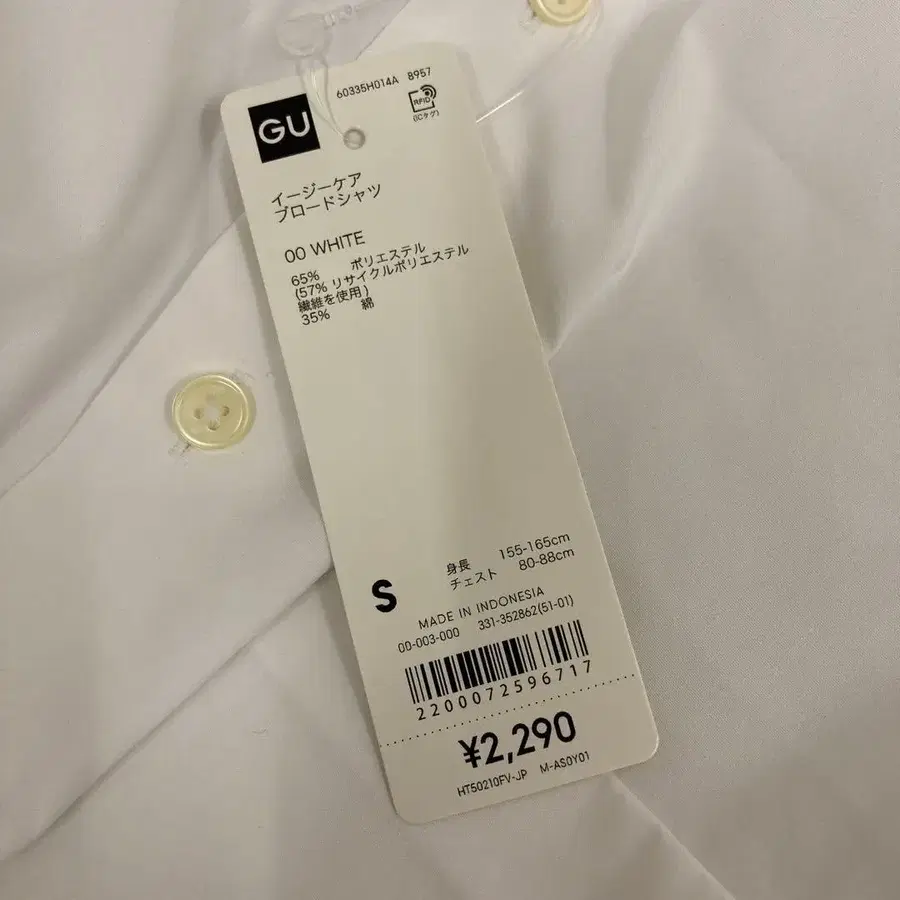 60335H014A 8957
GU
RFID
(ICタグ)
イージーケア
ブロードシャツ
00 WHITE
65% ポリエステル
(57% リサイクルポリエステル
繊維を使用)
35% 綿
身長 155-165cm
S
チェスト 80-88cm
MADE IN INDONESIA
00-003-000 331-352862(51-01)
2200072596717
¥2,290
HT50210FV-JP M-AS0Y01